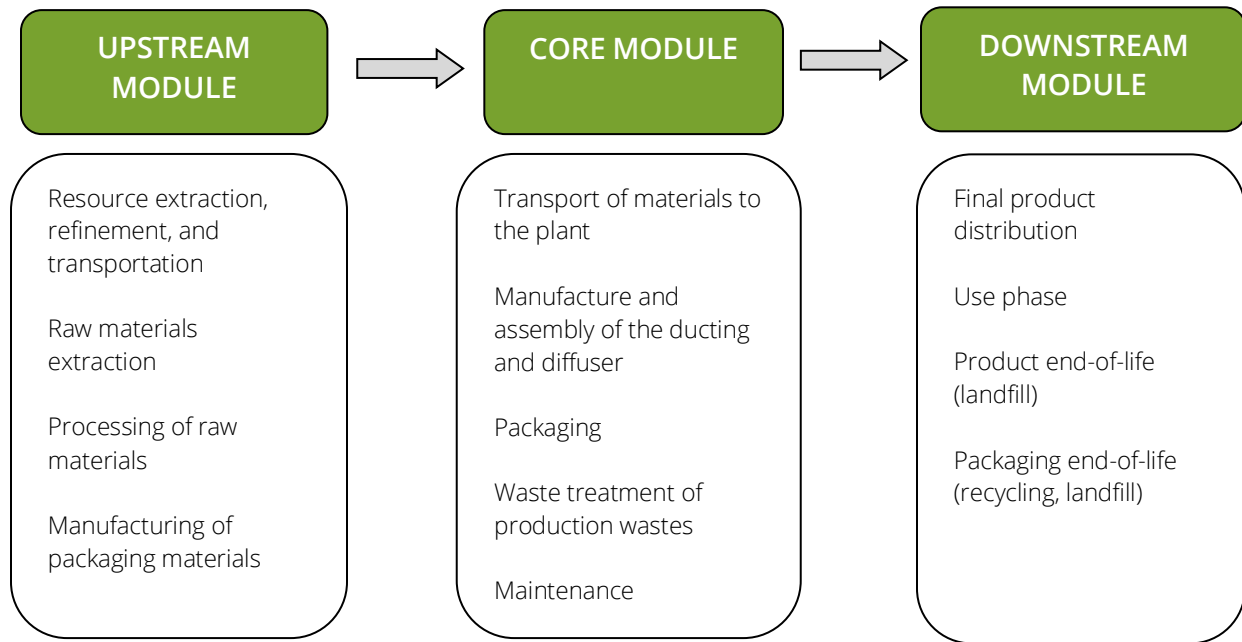 UPSTREAM
MODULE
Resource extraction,
refinement, and
transportation
Raw materials
extraction
Processing of raw
materials
Manufacturing of
packaging materials
CORE MODULE
Transport of materials to
the plant
Manufacture and
assembly of the ducting
and diffuser
Packaging
Waste treatment of
production wastes
Maintenance
DOWNSTREAM
MODULE
Final product
distribution
Use phase
Product end-of-life
(landfill)
Packaging end-of-life
(recycling, landfill)